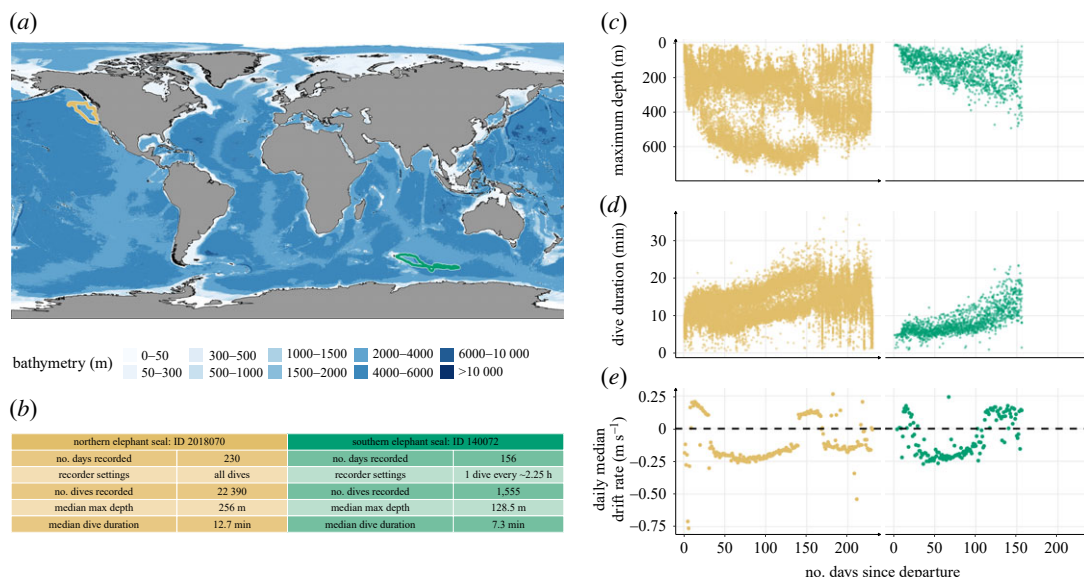 (a)
bathymetry (m)
0–50 300–500 1000–1500 2000–4000 6000–10 000
50–300 500–1000 1500–2000 4000–6000 >10 000
(b)
northern elephant seal: ID 2018070 southern elephant seal: ID 140072
no. days recorded 230 no. days recorded 156
recorder settings all dives recorder settings 1 dive every ~2.25 h
no. dives recorded 22 390 no. dives recorded 1,555
median max depth 256 m median max depth 128.5 m
median dive duration 12.7 min median dive duration 7.3 min
(c)
maximum depth (m)
0
200
400
600
(d)
dive duration (min)
30
20
10
0
(e)
daily median
drift rate (m s⁻¹)
0.25
0
–0.25
–0.50
–0.75
0 50 100 150 200 0 50 100 150 200
no. days since departure